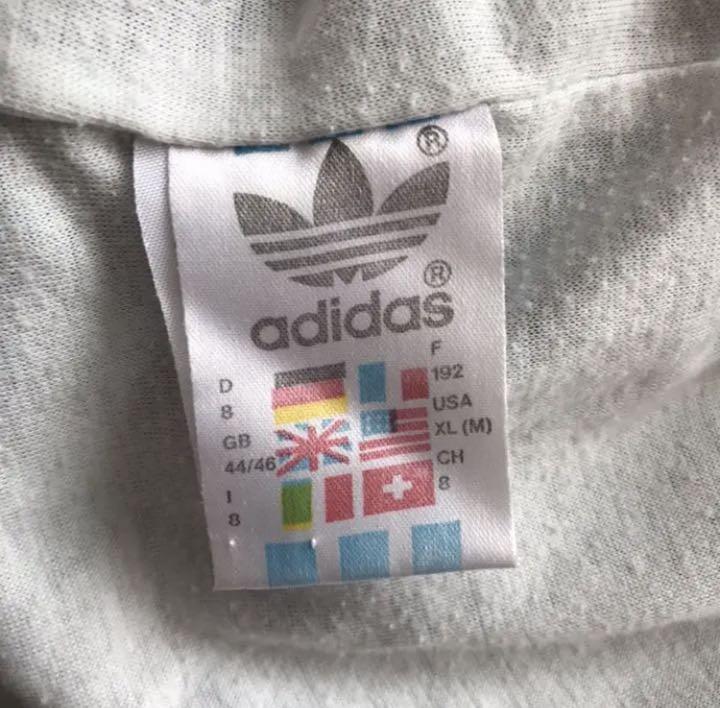 ®
®
adidas
D
8
GB
44/46
I
8
F
192
USA
XL (M)
CH
8